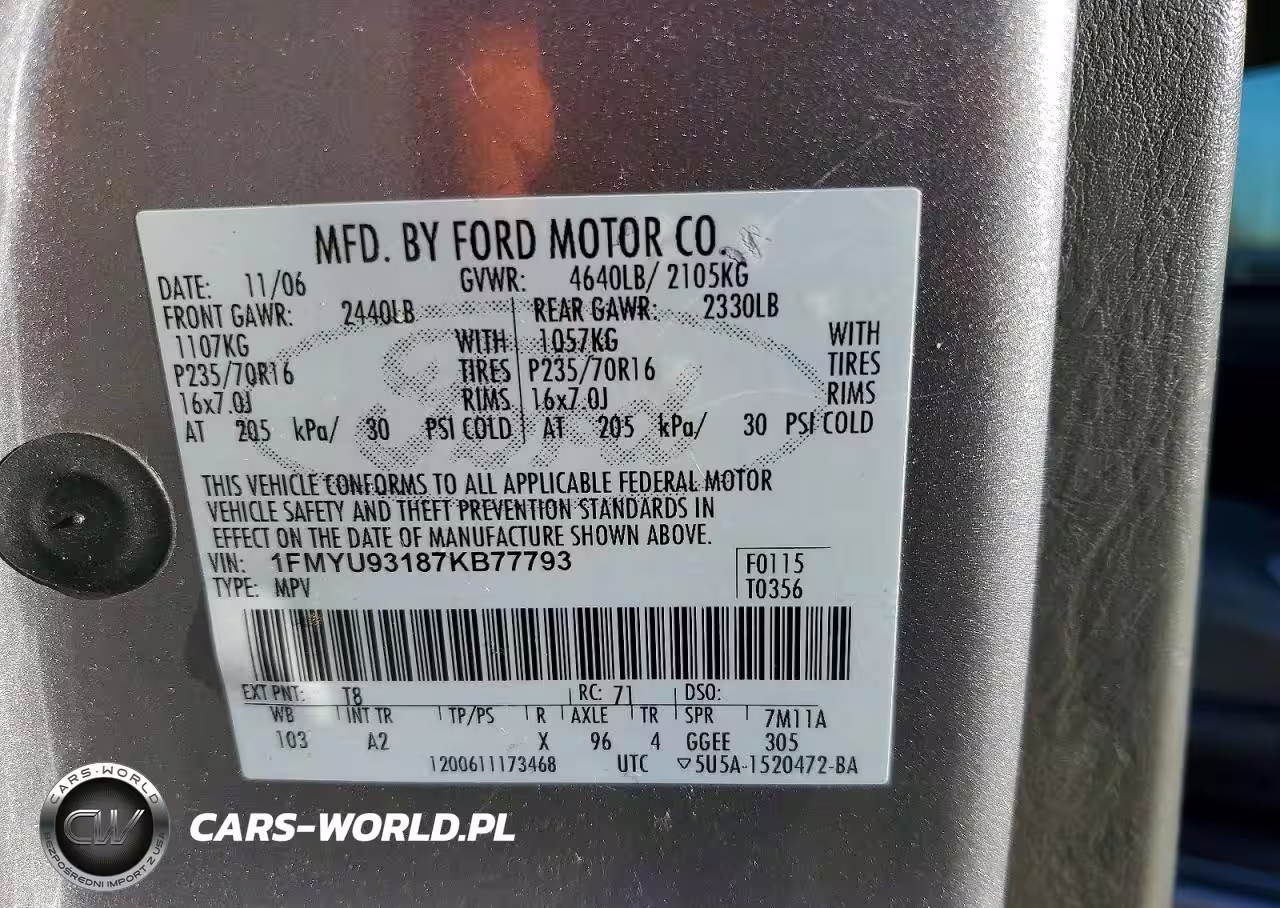 MFD. BY FORD MOTOR CO.
DATE: 11/06 GVWR: 4640LB/ 2105KG
FRONT GAWR: 2440LB REAR GAWR: 2330LB
1107KG WITH 1057KG WITH
P235/70R16 TIRES P235/70R16 TIRES
16x7.0J RIMS 16x7.0J RIMS
AT 205 kPa/ 30 PSI COLD AT 205 kPa/ 30 PSI COLD
Ford
THIS VEHICLE CONFORMS TO ALL APPLICABLE FEDERAL MOTOR
VEHICLE SAFETY AND THEFT PREVENTION STANDARDS IN
EFFECT ON THE DATE OF MANUFACTURE SHOWN ABOVE.
VIN: 1FMYU93187KB77793 F0115
TYPE: MPV T0356
EXT PNT: T8 RC: 71 DSO:
WB INT TR TP/PS R AXLE TR SPR 7M11A
103 A2 X 96 4 GGEE 305
1200611173468 UTC ▽5U5A-1520472-BA
CARS-WORLD
CW
BEZPOŚREDNI IMPORT Z USA
CARS-WORLD.PL